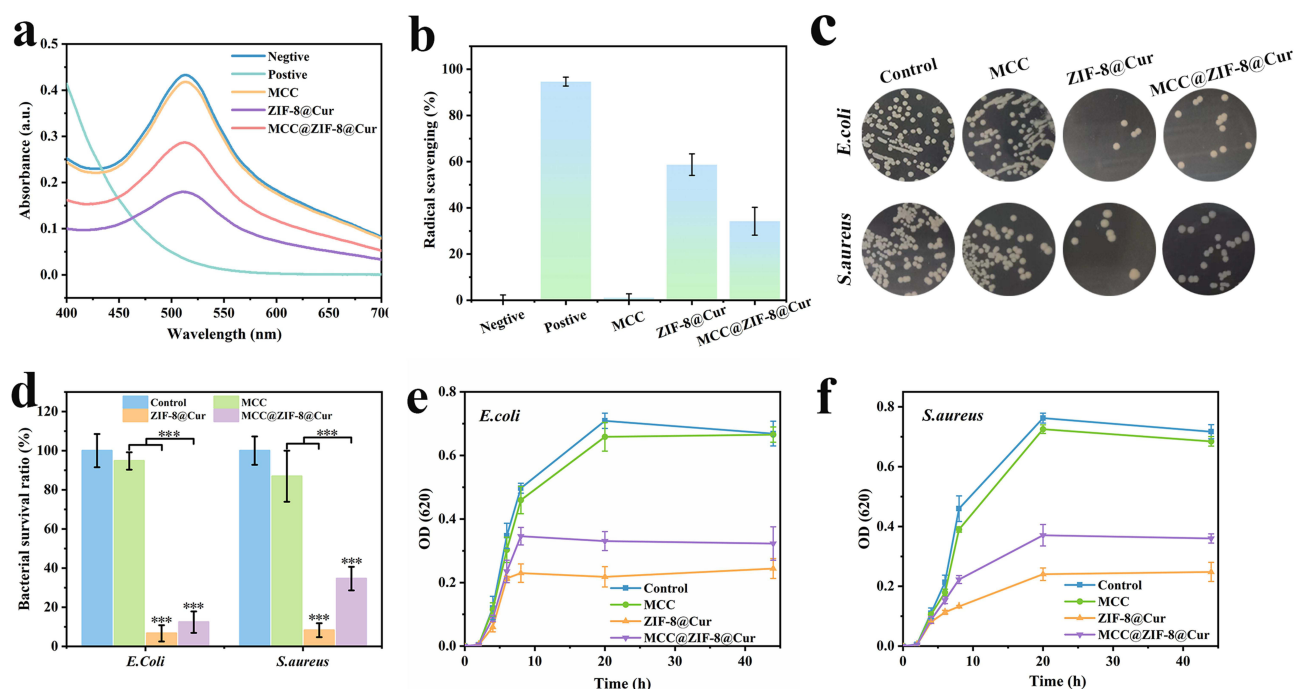 a
0.5
0.4
0.3
0.2
0.1
0.0
Absorbance (a.u.)
400 450 500 550 600 650 700
Wavelength (nm)
Negtive
Postive
MCC
ZIF-8@Cur
MCC@ZIF-8@Cur
b
100
80
60
40
20
0
Radical scavenging (%)
Negtive Postive MCC ZIF-8@Cur MCC@ZIF-8@Cur
c
Control MCC ZIF-8@Cur MCC@ZIF-8@Cur
E.coli
S.aureus
d
Control MCC
ZIF-8@Cur MCC@ZIF-8@Cur
120
100
80
60
40
20
0
Bacterial survival ratio (%)
*** ***
*** *** *** ***
E.Coli S.aureus
e
E.coli
0.8
0.6
0.4
0.2
0.0
OD (620)
Control
MCC
ZIF-8@Cur
MCC@ZIF-8@Cur
0 10 20 30 40
Time (h)
f
S.aureus
0.8
0.6
0.4
0.2
0.0
OD (620)
Control
MCC
ZIF-8@Cur
MCC@ZIF-8@Cur
0 10 20 30 40
Time (h)